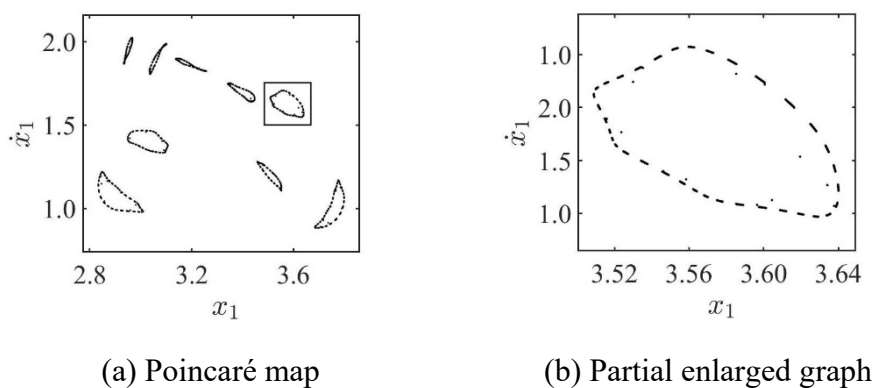 2.0
1.5
1.0
ẋ1
2.8
3.2
3.6
x1
(a) Poincaré map
1.0
2.0
1.5
1.0
ẋ1
3.52
3.56
3.60
3.64
x1
(b) Partial enlarged graph